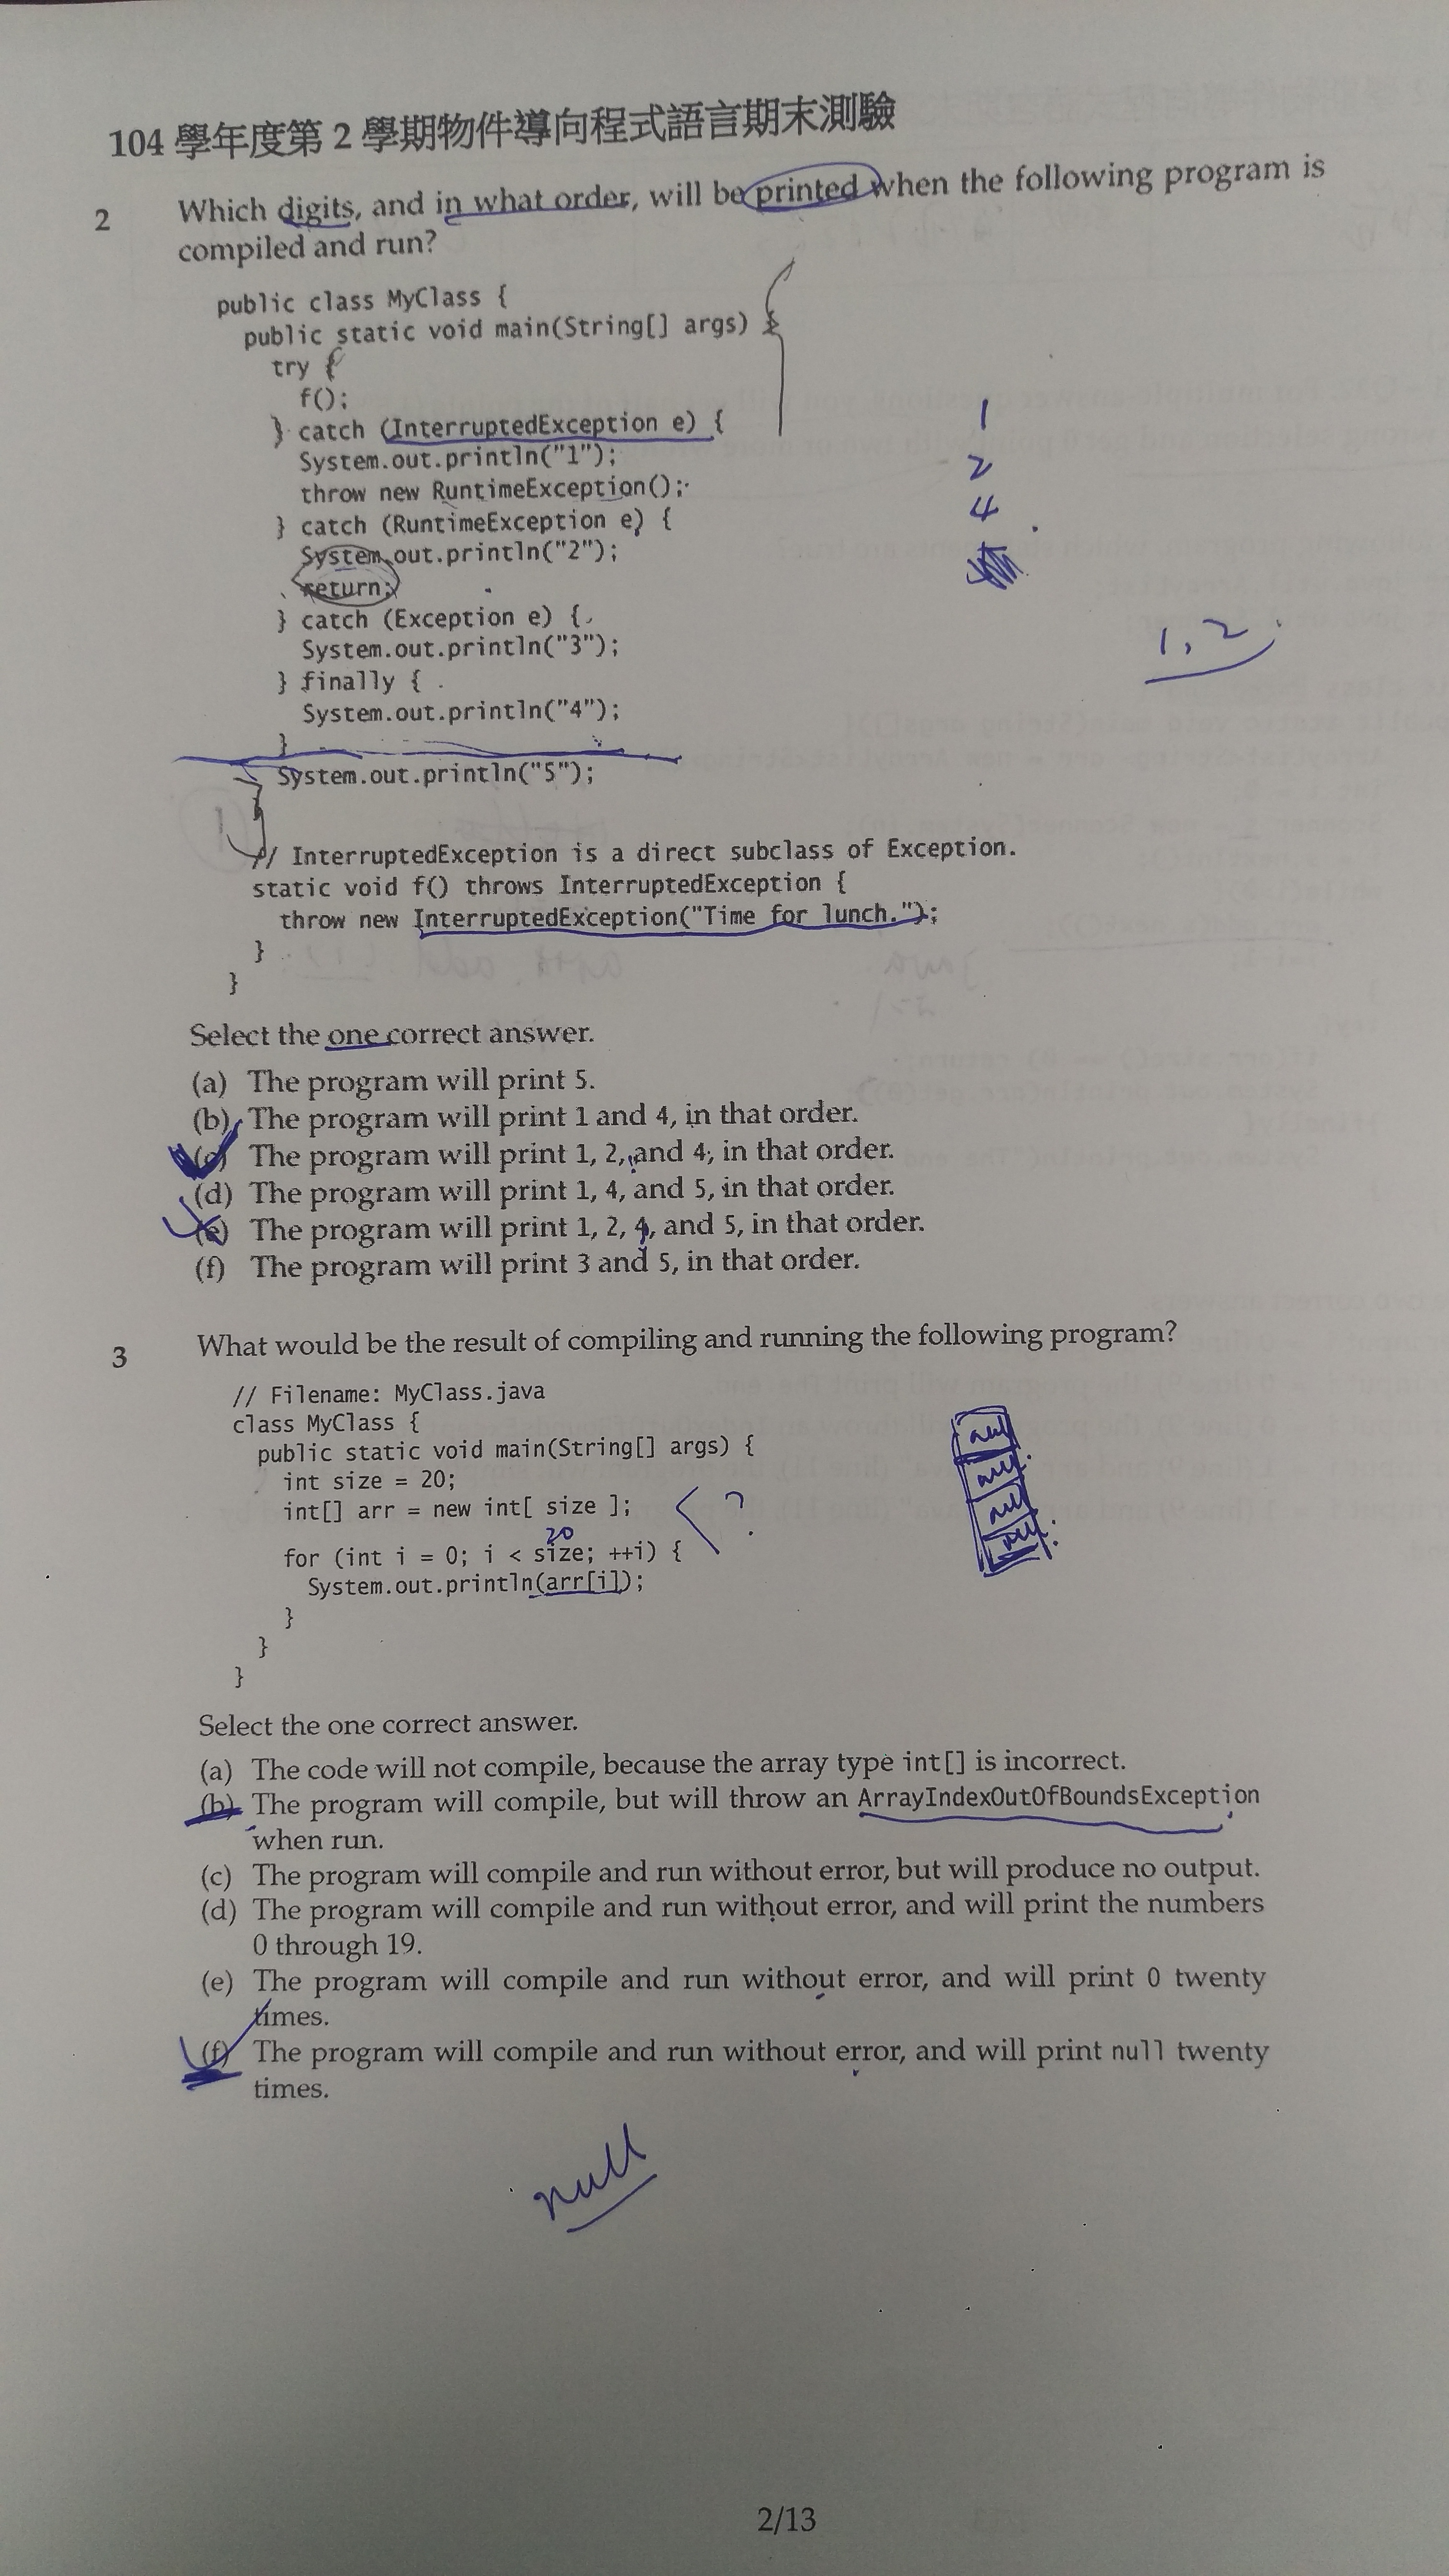 104 學年度第 2 學期物件導向程式語言期末測驗
2 Which digits, and in what order, will be printed when the following program is
compiled and run?
public class MyClass {
public static void main(String[] args) {
try {
f();
} catch (InterruptedException e) {
System.out.println("1");
throw new RuntimeException();
} catch (RuntimeException e) {
System.out.println("2");
return;
} catch (Exception e) {
System.out.println("3");
} finally {
System.out.println("4");
}
System.out.println("5");
}
// InterruptedException is a direct subclass of Exception.
static void f() throws InterruptedException {
throw new InterruptedException("Time for lunch.");
}
}
1
2
4
1, 2
Select the one correct answer.
(a) The program will print 5.
(b) The program will print 1 and 4, in that order.
(c) The program will print 1, 2, and 4, in that order.
(d) The program will print 1, 4, and 5, in that order.
(e) The program will print 1, 2, 4, and 5, in that order.
(f) The program will print 3 and 5, in that order.
3 What would be the result of compiling and running the following program?
// Filename: MyClass.java
class MyClass {
public static void main(String[] args) {
int size = 20;
int[] arr = new int[ size ];
?
20
for (int i = 0; i < size; ++i) {
System.out.println(arr[i]);
}
}
}
null
null
null
null
Select the one correct answer.
(a) The code will not compile, because the array type int[] is incorrect.
(b) The program will compile, but will throw an ArrayIndexOutOfBoundsException
when run.
(c) The program will compile and run without error, but will produce no output.
(d) The program will compile and run without error, and will print the numbers
0 through 19.
(e) The program will compile and run without error, and will print 0 twenty
times.
(f) The program will compile and run without error, and will print null twenty
times.
null
2/13